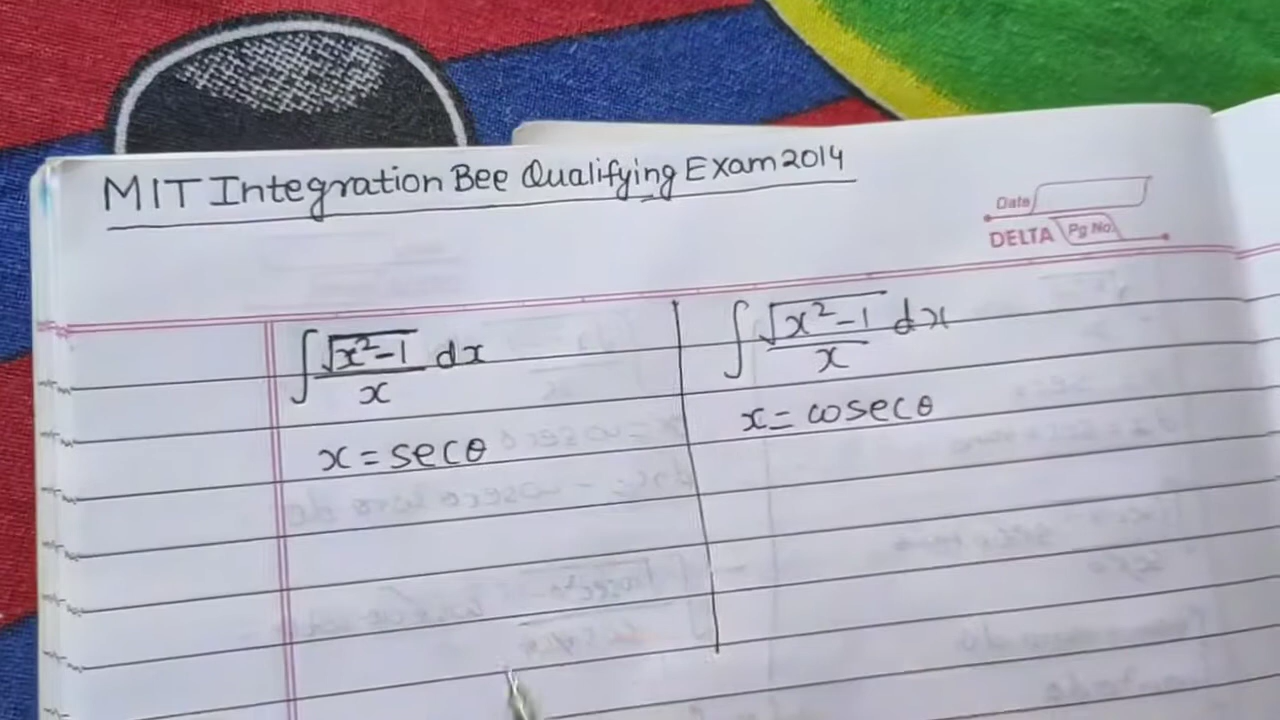 MIT Integration Bee Qualifying Exam 2014
Date
DELTA Pg No.
∫ √(x²-1)/x dx
x = secθ
∫ √(x²-1)/x dx
x = cosecθ